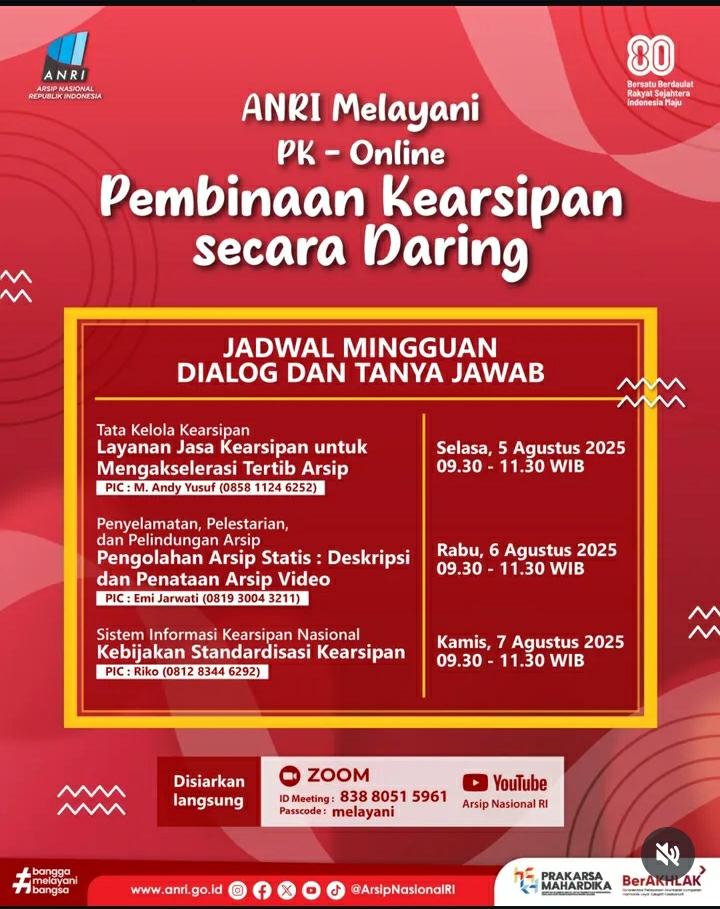 ANRI
ARSIP NASIONAL
REPUBLIK INDONESIA
80
Bersatu Berdaulat
Rakyat Sejahtera
Indonesia Maju
ANRI Melayani
PK - Online
Pembinaan Kearsipan
secara Daring
JADWAL MINGGUAN
DIALOG DAN TANYA JAWAB
Tata Kelola Kearsipan
Layanan Jasa Kearsipan untuk
Mengakselerasi Tertib Arsip
PIC : M. Andy Yusuf (0858 1124 6252)
Selasa, 5 Agustus 2025
09.30 - 11.30 WIB
Penyelamatan, Pelestarian,
dan Pelindungan Arsip
Pengolahan Arsip Statis : Deskripsi
dan Penataan Arsip Video
PIC : Emi Jarwati (0819 3004 3211)
Rabu, 6 Agustus 2025
09.30 - 11.30 WIB
Sistem Informasi Kearsipan Nasional
Kebijakan Standardisasi Kearsipan
PIC : Riko (0812 8344 6292)
Kamis, 7 Agustus 2025
09.30 - 11.30 WIB
Disiarkan
langsung
ZOOM
ID Meeting : 838 8051 5961
Passcode : melayani
YouTube
Arsip Nasional RI
#bangga
melayani
bangsa
www.anri.go.id
@ArsipNasionalRI
PRAKARSA
MAHARDIKA
BerAKHLAK